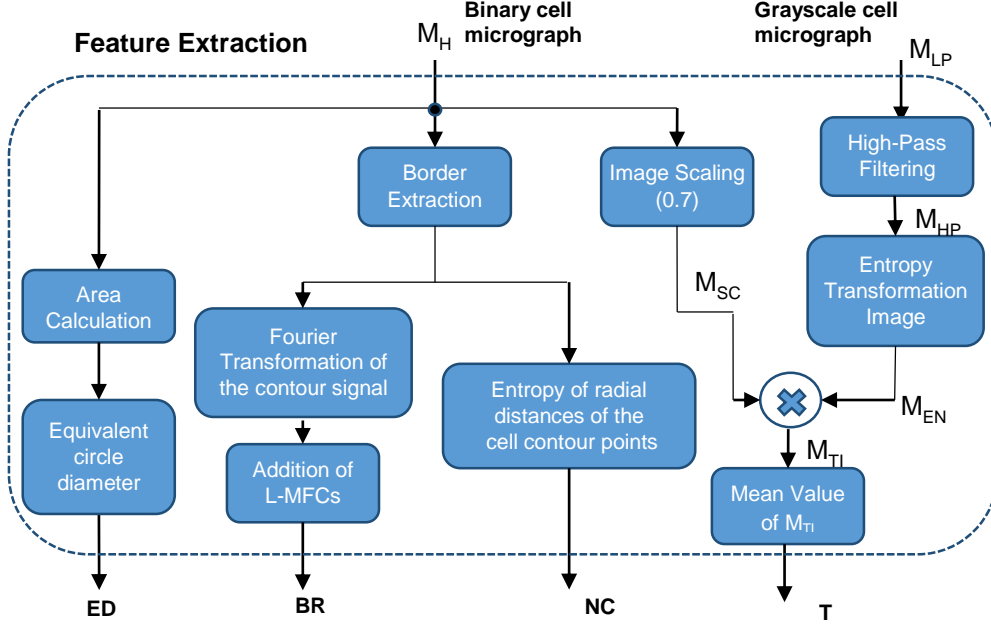 Binary cell
micrograph
Grayscale cell
micrograph
Feature Extraction
M_H
M_LP
High-Pass
Filtering
Border
Extraction
Image Scaling
(0.7)
M_HP
Entropy
Transformation
Image
Area
Calculation
M_SC
Fourier
Transformation of
the contour signal
Entropy of radial
distances of the
cell contour points
M_EN
Equivalent
circle
diameter
Addition of
L-MFCs
M_TI
Mean Value
of M_TI
ED
BR
NC
T